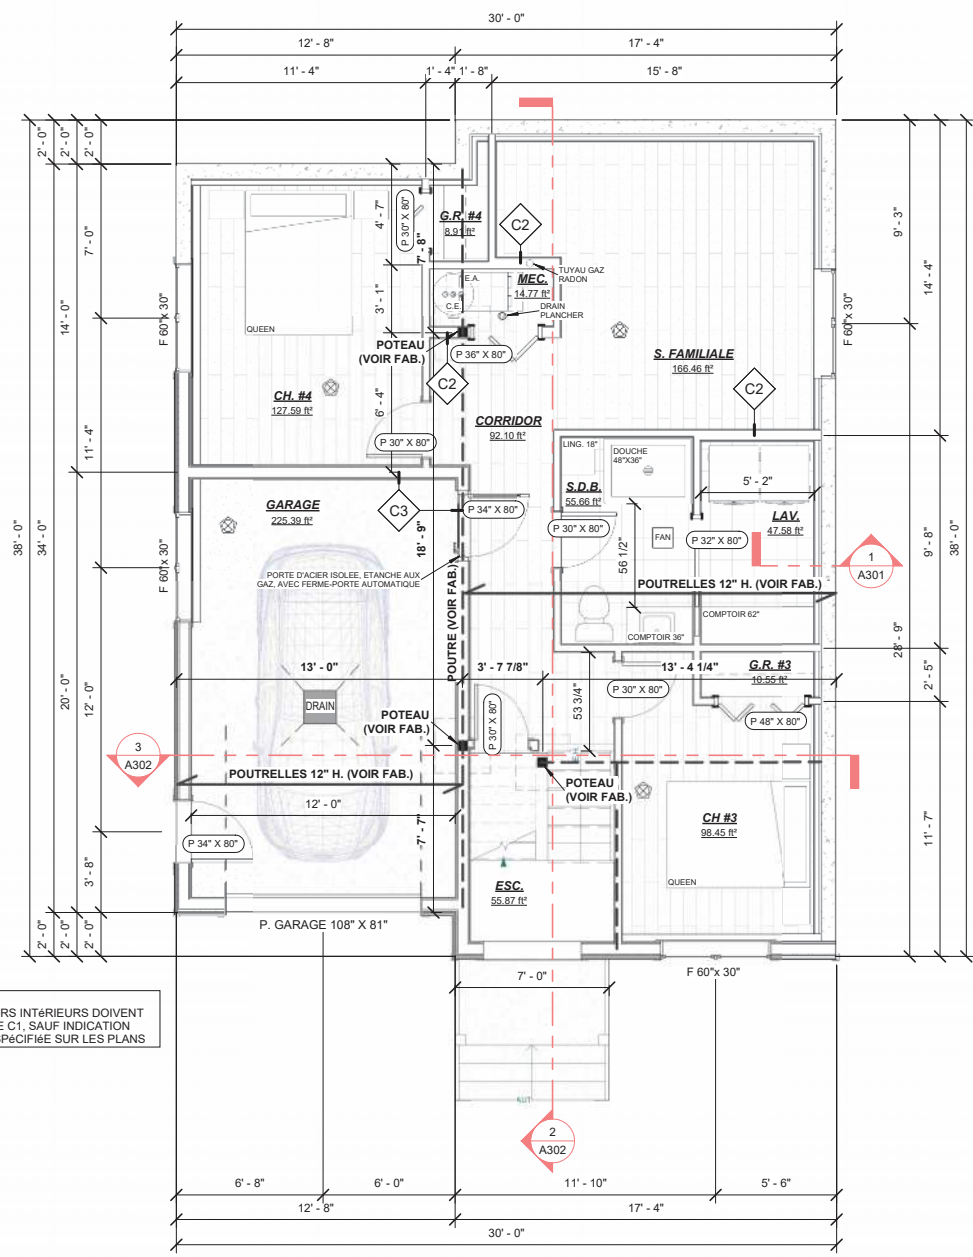 30' - 0"
12' - 8"
17' - 4"
11' - 4"
1' - 4"
1' - 8"
15' - 8"
2' - 0"
2' - 0"
2' - 0"
7' - 0"
14' - 0"
11' - 4"
38' - 0"
34' - 0"
20' - 0"
12' - 0"
3' - 8"
2' - 0"
2' - 0"
2' - 0"
F 60"x 30"
F 60"x 30"
9' - 3"
14' - 4"
F 60"x 30"
9' - 8"
38' - 0"
28' - 9"
2' - 5"
11' - 7"
4' - 7"
P 30" X 80"
7' - 8"
3' - 1"
6' - 4"
G.R. #4
8.91 ft²
C2
TUYAU GAZ
RADON
E.A.
MEC.
14.77 ft²
C.E.
DRAIN
PLANCHER
QUEEN
POTEAU
(VOIR FAB.)
P 36" X 80"
C2
S. FAMILIALE
166.46 ft²
C2
CH. #4
127.59 ft²
CORRIDOR
92.10 ft²
P 30" X 80"
LING. 18"
DOUCHE
48"X36"
S.D.B.
55.66 ft²
5' - 2"
LAV.
47.58 ft²
GARAGE
225.39 ft²
C3
P 34" X 80"
18' - 9"
P 30" X 80"
FAN
P 32" X 80"
56 1/2"
1
A301
PORTE D'ACIER ISOLEE, ETANCHE AUX
GAZ, AVEC FERME-PORTE AUTOMATIQUE
POUTRE (VOIR FAB.)
POUTRELLES 12" H. (VOIR FAB.)
COMPTOIR 62"
COMPTOIR 36"
13' - 0"
3' - 7 7/8"
13' - 4 1/4"
G.R. #3
10.55 ft²
P 30" X 80"
53 3/4"
P 30" X 80"
P 48" X 80"
DRAIN
POTEAU
(VOIR FAB.)
3
A302
POUTRELLES 12" H. (VOIR FAB.)
POTEAU
(VOIR FAB.)
12' - 0"
7' - 7"
P 34" X 80"
CH #3
98.45 ft²
QUEEN
ESC.
55.87 ft²
P. GARAGE 108" X 81"
7' - 0"
F 60"x 30"
RS INTéRIEURS DOIVENT
E C1, SAUF INDICATION
SPéCIFIéE SUR LES PLANS
2
A302
6' - 8"
6' - 0"
11' - 10"
5' - 6"
12' - 8"
17' - 4"
30' - 0"